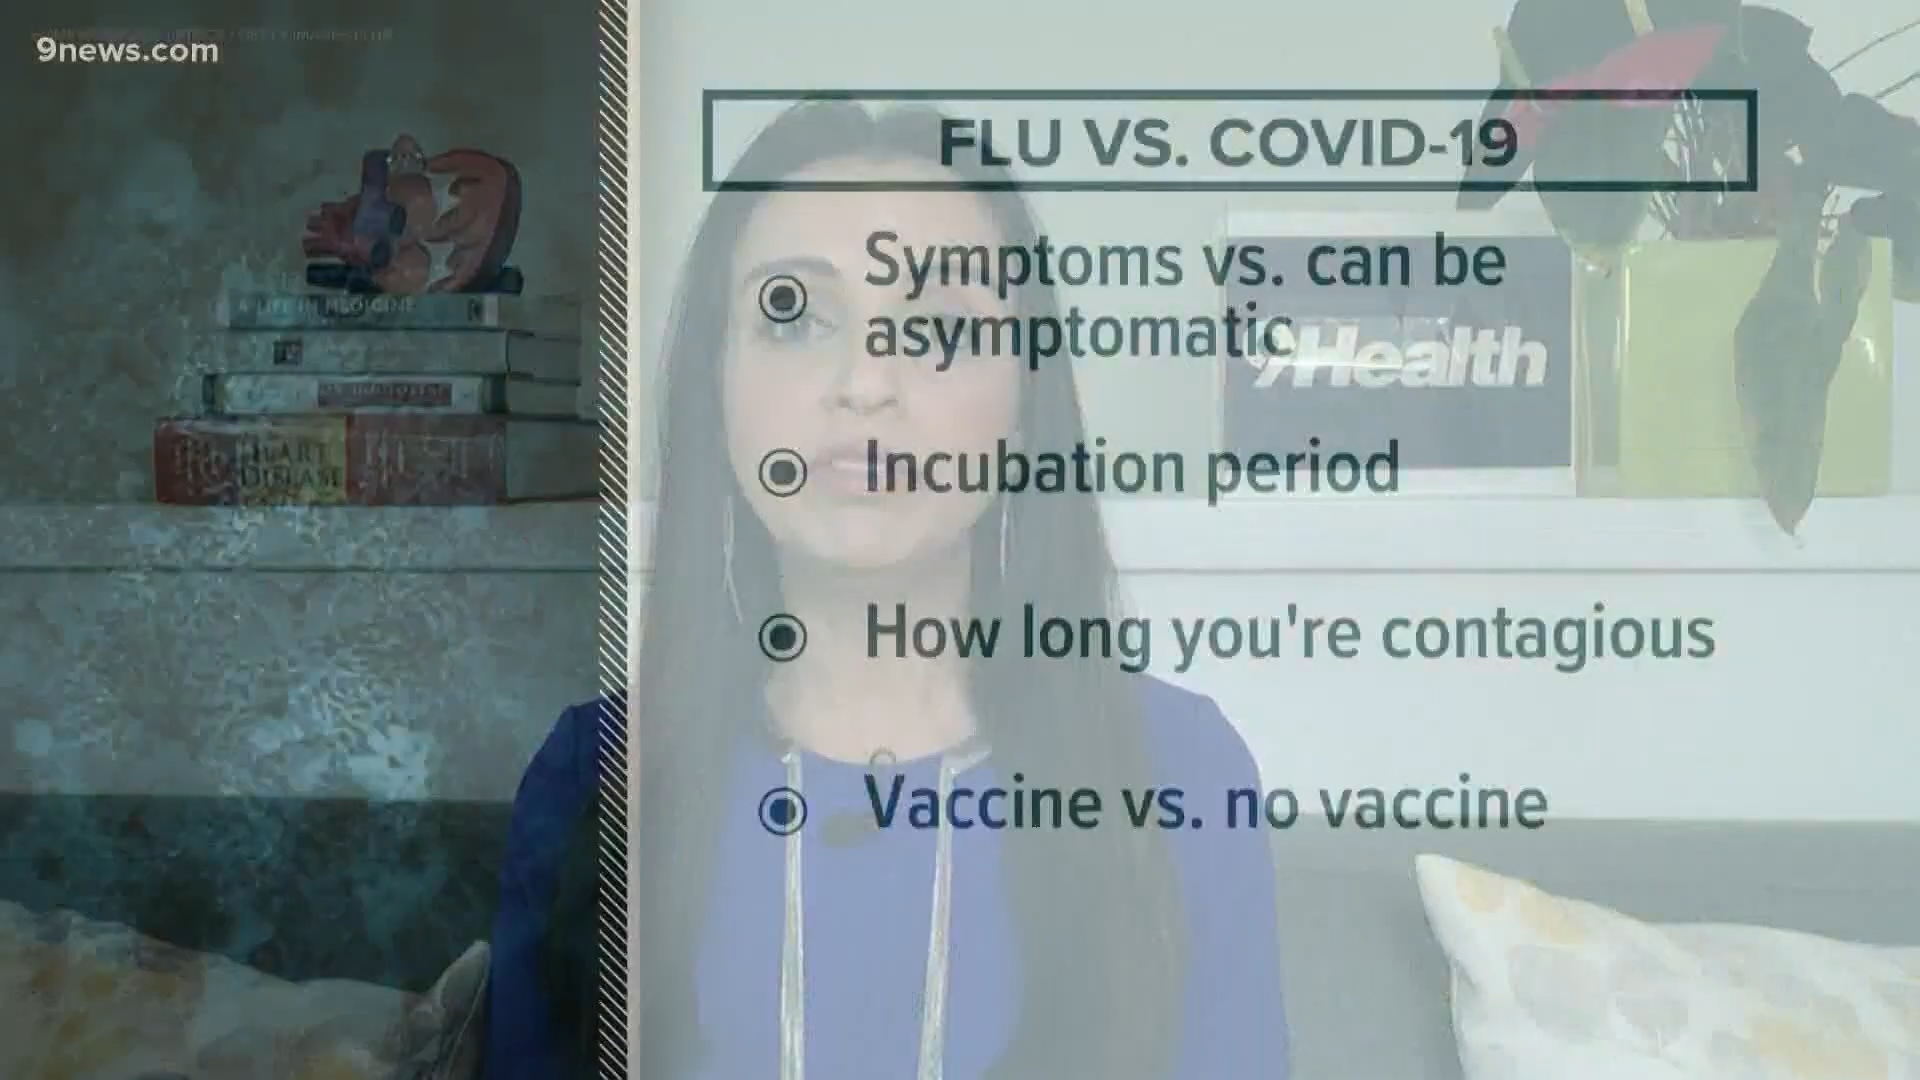 9news.com
FLU VS. COVID-19
Symptoms vs. can be
asymptomatic
9Health
Incubation period
How long you're contagious
Vaccine vs. no vaccine
A LIFE IN MEDICINE
HEART
DISEASE